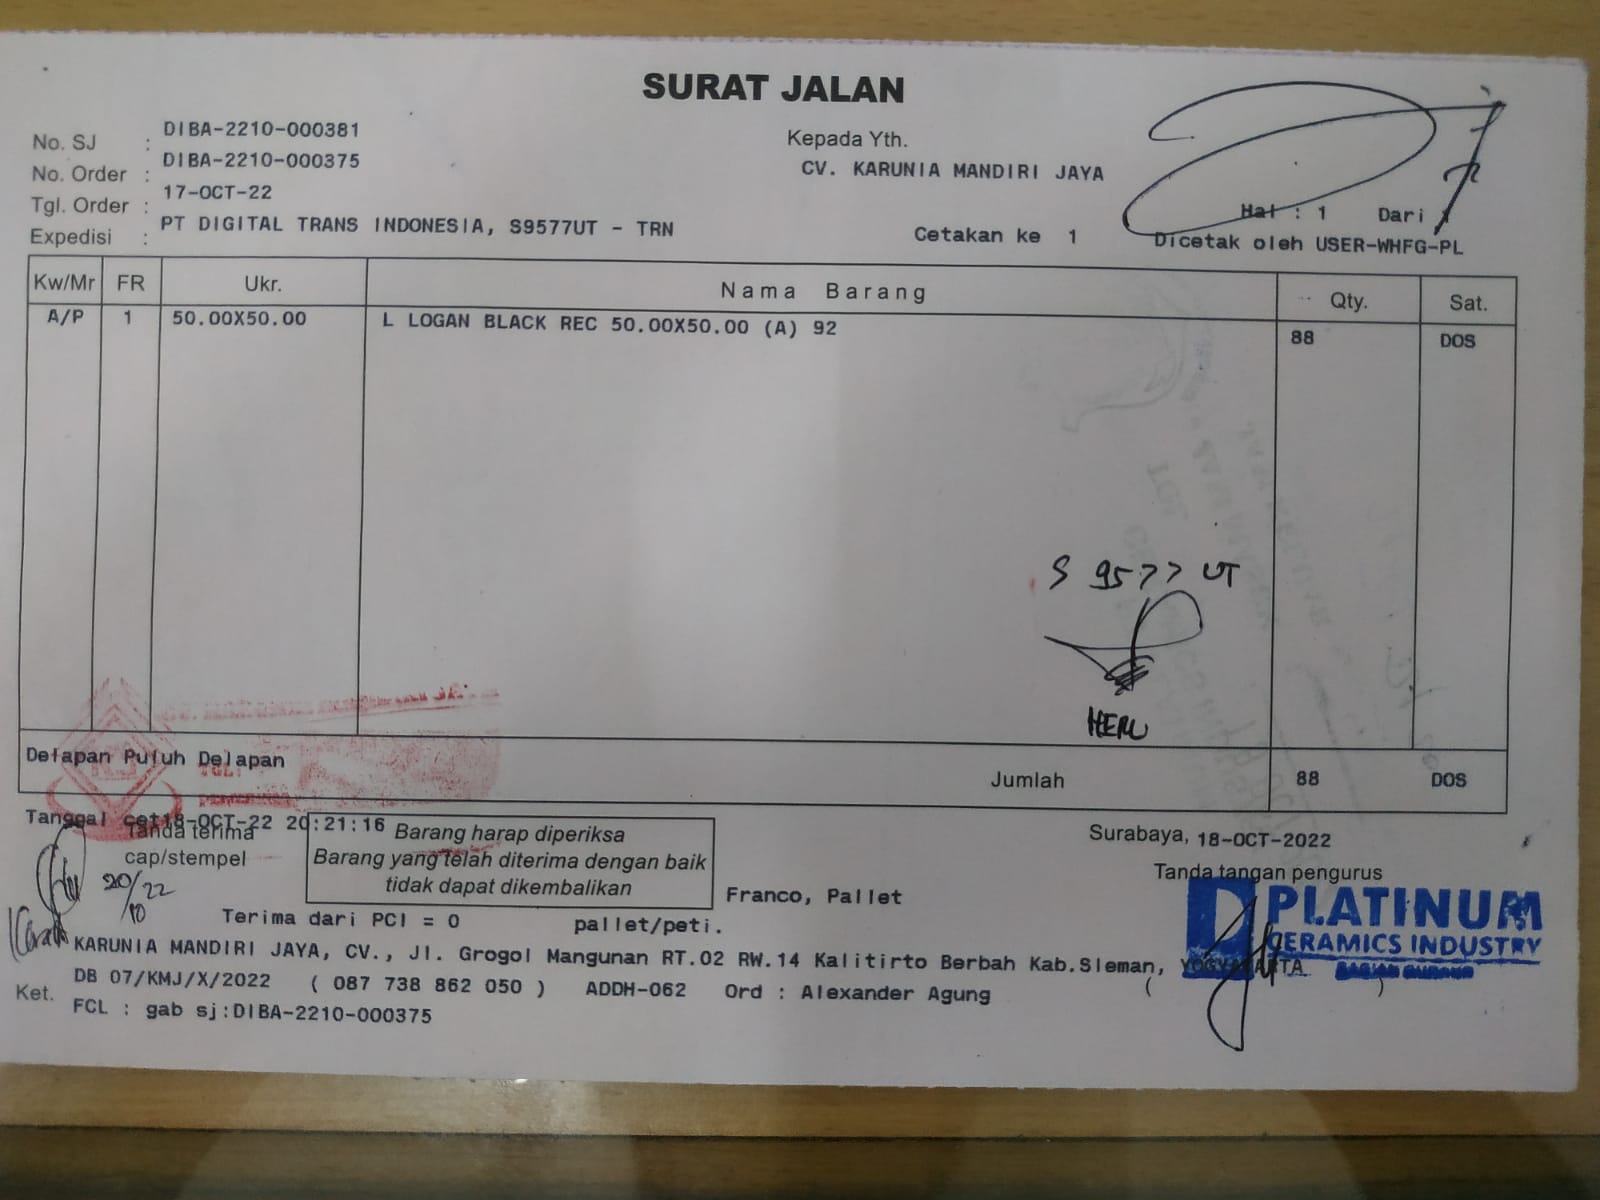 SURAT JALAN
No. SJ : DIBA-2210-000381
No. Order : DIBA-2210-000375
Tgl. Order : 17-OCT-22
Expedisi : PT DIGITAL TRANS INDONESIA, S9577UT - TRN
Kepada Yth.
CV. KARUNIA MANDIRI JAYA
Hal : 1 Dari
Cetakan ke 1 Dicetak oleh USER-WHFG-PL
Kw/Mr FR Ukr. Nama Barang Qty. Sat.
A/P 1 50.00X50.00 L LOGAN BLACK REC 50.00X50.00 (A) 92 88 DOS
S 9577 UT
HERU
Delapan Puluh Delapan Jumlah 88 DOS
TGL:
Tanggal cet18-OCT-22 20:21:16
Tanda terima
cap/stempel
20/22
/10
Barang harap diperiksa
Barang yang telah diterima dengan baik
tidak dapat dikembalikan
Franco, Pallet
Surabaya, 18-OCT-2022
Tanda tangan pengurus
PLATINUM
CERAMICS INDUSTRY
Terima dari PCI = 0 pallet/peti.
KARUNIA MANDIRI JAYA, CV., Jl. Grogol Mangunan RT.02 RW.14 Kalitirto Berbah Kab.Sleman, YOGYAKARTA
Ket. DB 07/KMJ/X/2022 ( 087 738 862 050 ) ADDH-062 Ord : Alexander Agung ( )
FCL : gab sj:DIBA-2210-000375